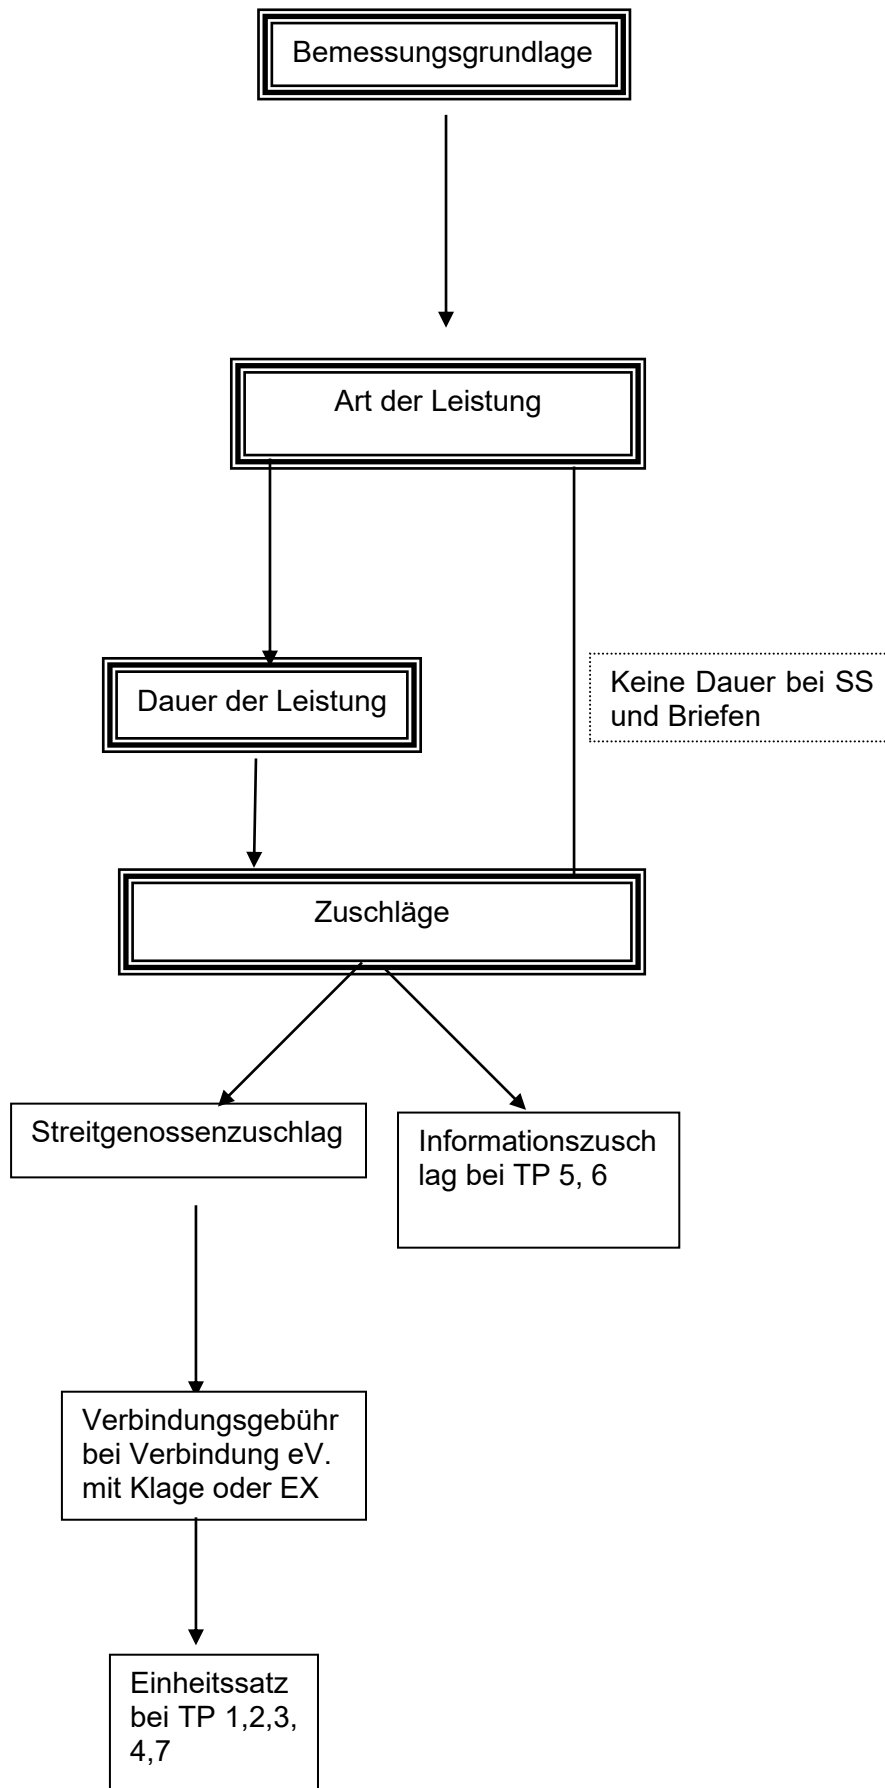 Bemessungsgrundlage
Art der Leistung
Dauer der Leistung
Keine Dauer bei SS
und Briefen
Zuschläge
Streitgenossenzuschlag
Informationszusch
lag bei TP 5, 6
Verbindungsgebühr
bei Verbindung eV.
mit Klage oder EX
Einheitssatz
bei TP 1,2,3,
4,7